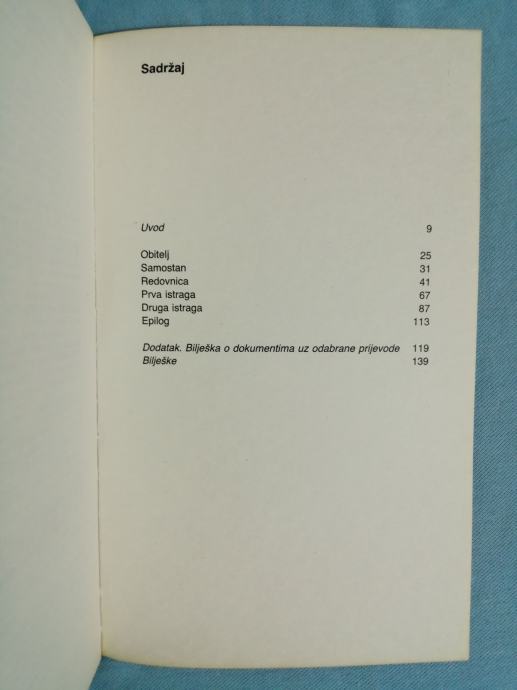 Sadržaj
Uvod 9
Obitelj 25
Samostan 31
Redovnica 41
Prva istraga 67
Druga istraga 87
Epilog 113
Dodatak. Bilješka o dokumentima uz odabrane prijevode 119
Bilješke 139